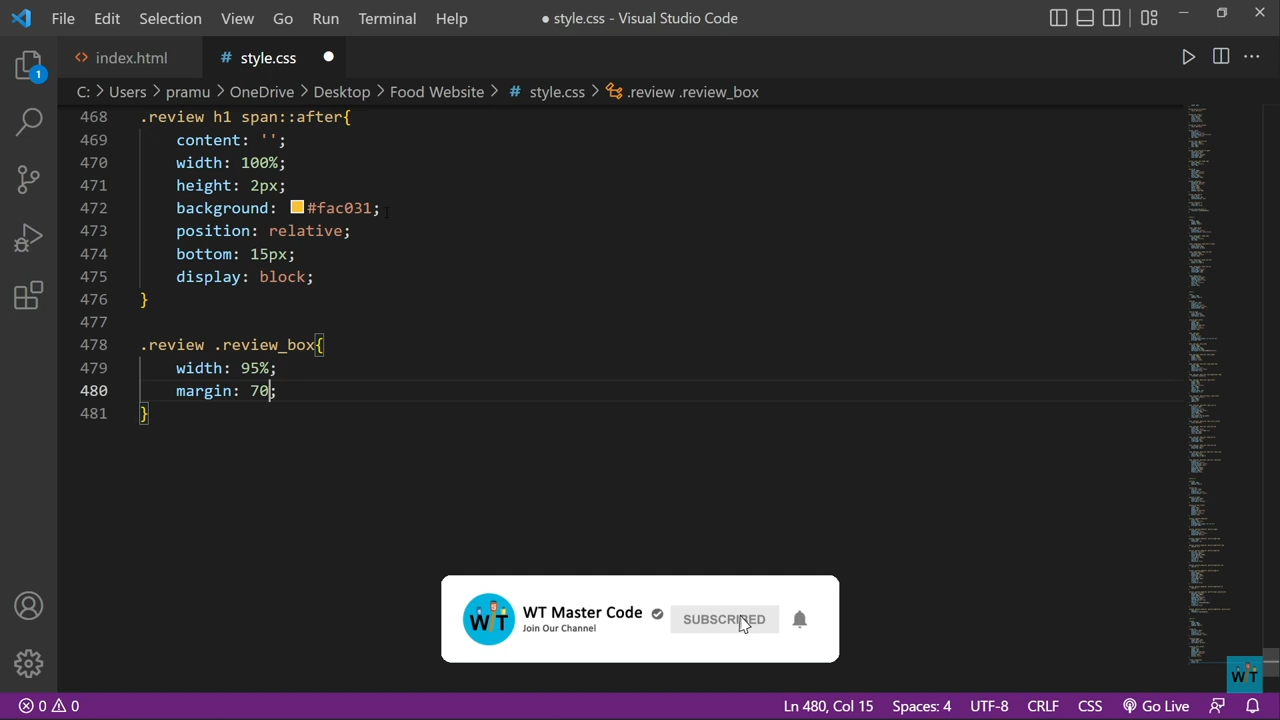 File Edit Selection View Go Run Terminal Help ● style.css - Visual Studio Code
<> index.html # style.css
1
C: > Users > pramu > OneDrive > Desktop > Food Website > # style.css > .review .review_box
468 .review h1 span::after{
469 content: '';
470 width: 100%;
471 height: 2px;
472 background: #fac031;
473 position: relative;
474 bottom: 15px;
475 display: block;
476 }
477
478 .review .review_box{
479 width: 95%;
480 margin: 70;
481 }
WT Master Code SUBSCRIBED
Join Our Channel
WT
WT
0 0 Ln 480, Col 15 Spaces: 4 UTF-8 CRLF CSS Go Live